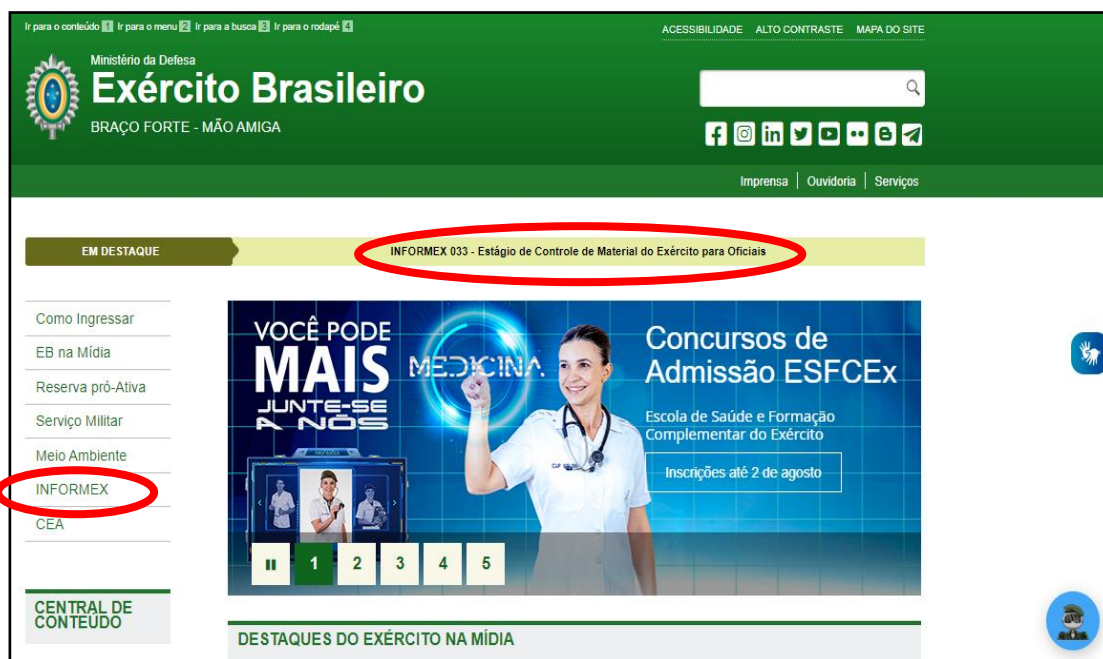 Ir para o conteúdo 1 Ir para o menu 2 Ir para a busca 3 Ir para o rodapé 4
ACESSIBILIDADE ALTO CONTRASTE MAPA DO SITE
Ministério da Defesa
Exército Brasileiro
BRAÇO FORTE - MÃO AMIGA
Imprensa | Ouvidoria | Serviços
EM DESTAQUE
INFORMEX 033 - Estágio de Controle de Material do Exército para Oficiais
Como Ingressar
EB na Mídia
Reserva pró-Ativa
Serviço Militar
Meio Ambiente
INFORMEX
CEA
VOCÊ PODE
MAIS
JUNTE-SE
A NÓS
MEDICINA
Concursos de
Admissão ESFCEx
Escola de Saúde e Formação
Complementar do Exército
Inscrições até 2 de agosto
1 2 3 4 5
CENTRAL DE
CONTEÚDO
DESTAQUES DO EXÉRCITO NA MÍDIA